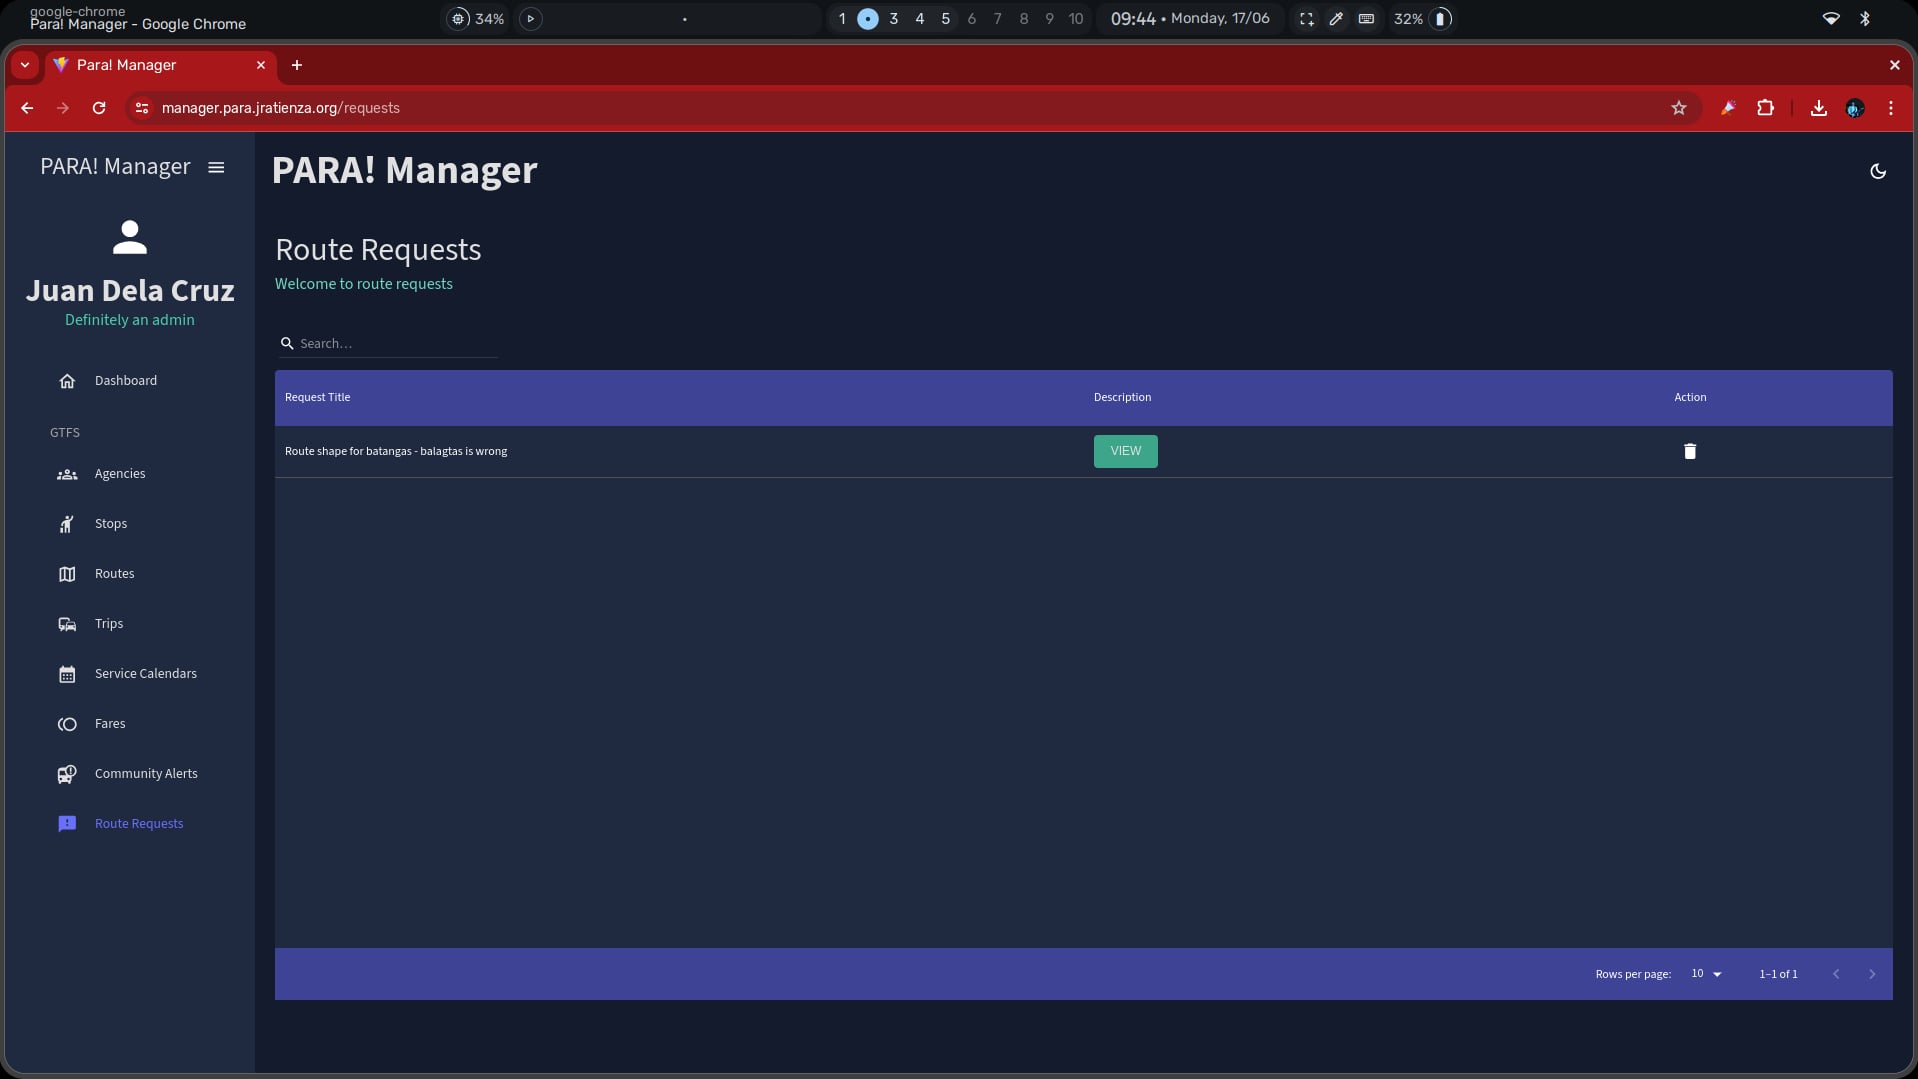 google-chrome
Para! Manager - Google Chrome
34%
1 3 4 5 6 7 8 9 10
09:44 • Monday, 17/06
32%
Para! Manager
manager.para.jratienza.org/requests
PARA! Manager
Juan Dela Cruz
Definitely an admin
Dashboard
GTFS
Agencies
Stops
Routes
Trips
Service Calendars
Fares
Community Alerts
Route Requests
PARA! Manager
Route Requests
Welcome to route requests
Search…
Request Title Description Action
Route shape for batangas - balagtas is wrong VIEW
Rows per page: 10 1–1 of 1